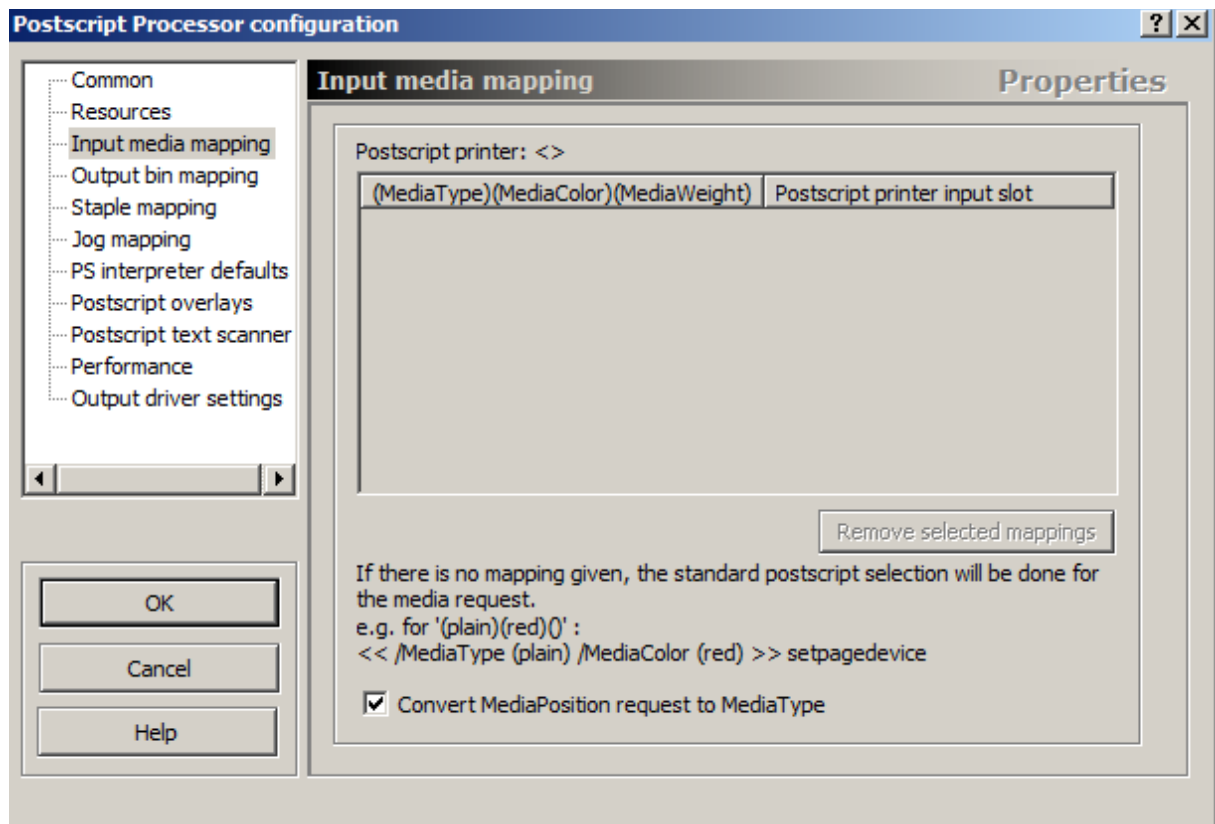 Postscript Processor configuration
Common
Resources
Input media mapping
Output bin mapping
Staple mapping
Jog mapping
PS interpreter defaults
Postscript overlays
Postscript text scanner
Performance
Output driver settings
OK
Cancel
Help
Input media mapping Properties
Postscript printer: <>
(MediaType)(MediaColor)(MediaWeight) Postscript printer input slot
Remove selected mappings
If there is no mapping given, the standard postscript selection will be done for
the media request.
e.g. for '(plain)(red)()' :
<< /MediaType (plain) /MediaColor (red) >> setpagedevice
Convert MediaPosition request to MediaType